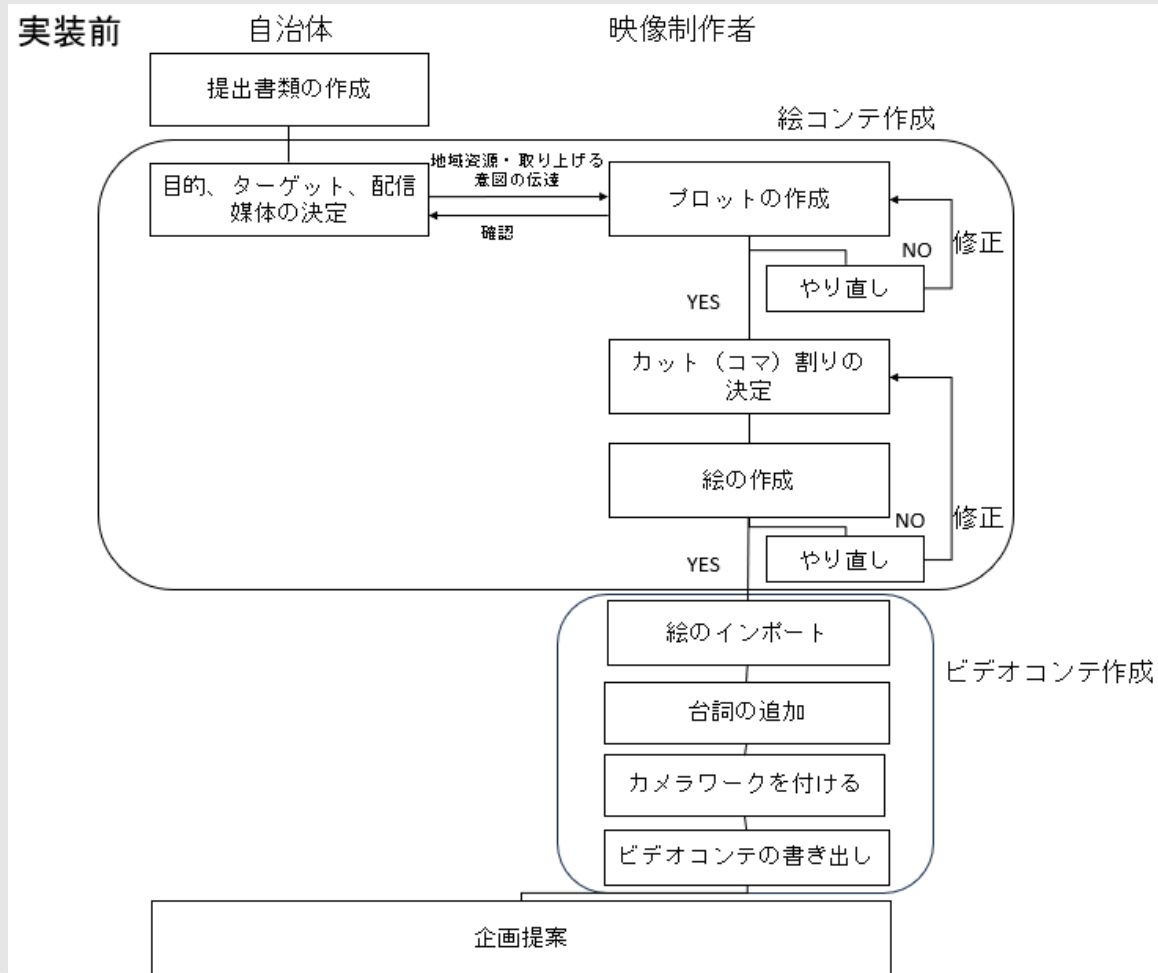 実装前
自治体
映像制作者
提出書類の作成
絵コンテ作成
目的、ターゲット、配信
媒体の決定
地域資源・取り上げる
意図の伝達
確認
プロットの作成
NO
修正
やり直し
YES
カット（コマ）割りの
決定
絵の作成
NO
修正
やり直し
YES
絵のインポート
ビデオコンテ作成
台詞の追加
カメラワークを付ける
ビデオコンテの書き出し
企画提案